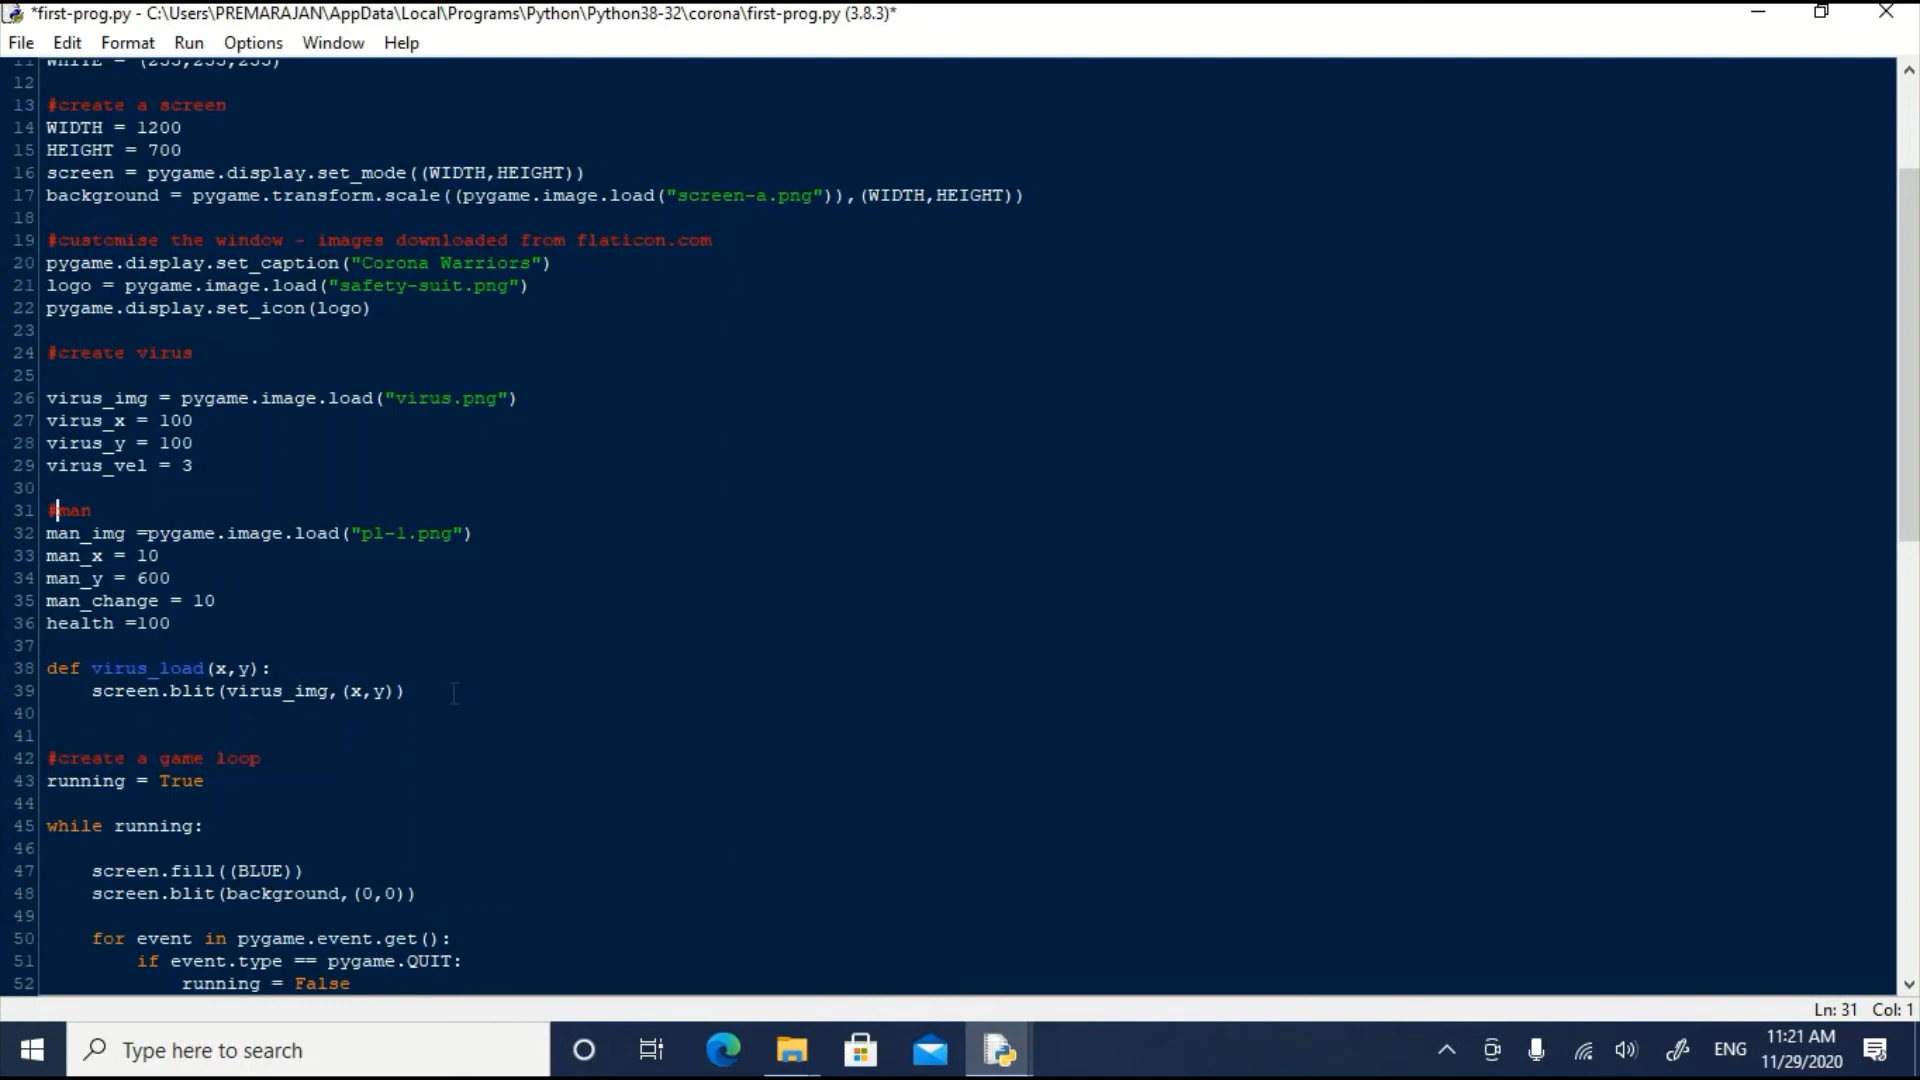 *first-prog.py - C:\Users\PREMARAJAN\AppData\Local\Programs\Python\Python38-32\corona\first-prog.py (3.8.3)*
File Edit Format Run Options Window Help
11 WHITE = (255,255,255)
12
13 #create a screen
14 WIDTH = 1200
15 HEIGHT = 700
16 screen = pygame.display.set_mode((WIDTH,HEIGHT))
17 background = pygame.transform.scale((pygame.image.load("screen-a.png")),(WIDTH,HEIGHT))
18
19 #customise the window - images downloaded from flaticon.com
20 pygame.display.set_caption("Corona Warriors")
21 logo = pygame.image.load("safety-suit.png")
22 pygame.display.set_icon(logo)
23
24 #create virus
25
26 virus_img = pygame.image.load("virus.png")
27 virus_x = 100
28 virus_y = 100
29 virus_vel = 3
30
31 #man
32 man_img =pygame.image.load("pl-1.png")
33 man_x = 10
34 man_y = 600
35 man_change = 10
36 health =100
37
38 def virus_load(x,y):
39     screen.blit(virus_img,(x,y))
40
41
42 #create a game loop
43 running = True
44
45 while running:
46
47     screen.fill((BLUE))
48     screen.blit(background,(0,0))
49
50     for event in pygame.event.get():
51         if event.type == pygame.QUIT:
52             running = False
Ln: 31 Col: 1
Type here to search
ENG
11:21 AM
11/29/2020